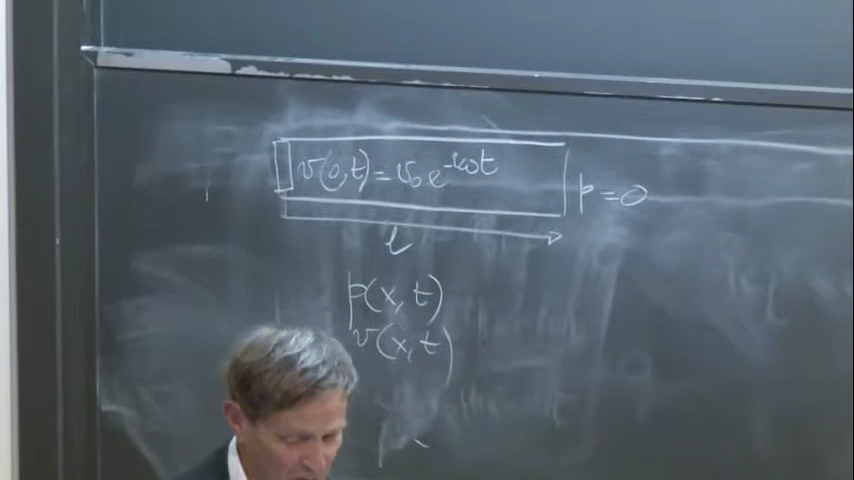 v(0,t)=v₀e^{-iωt}
p=0
l
p(x,t)
v(x,t)